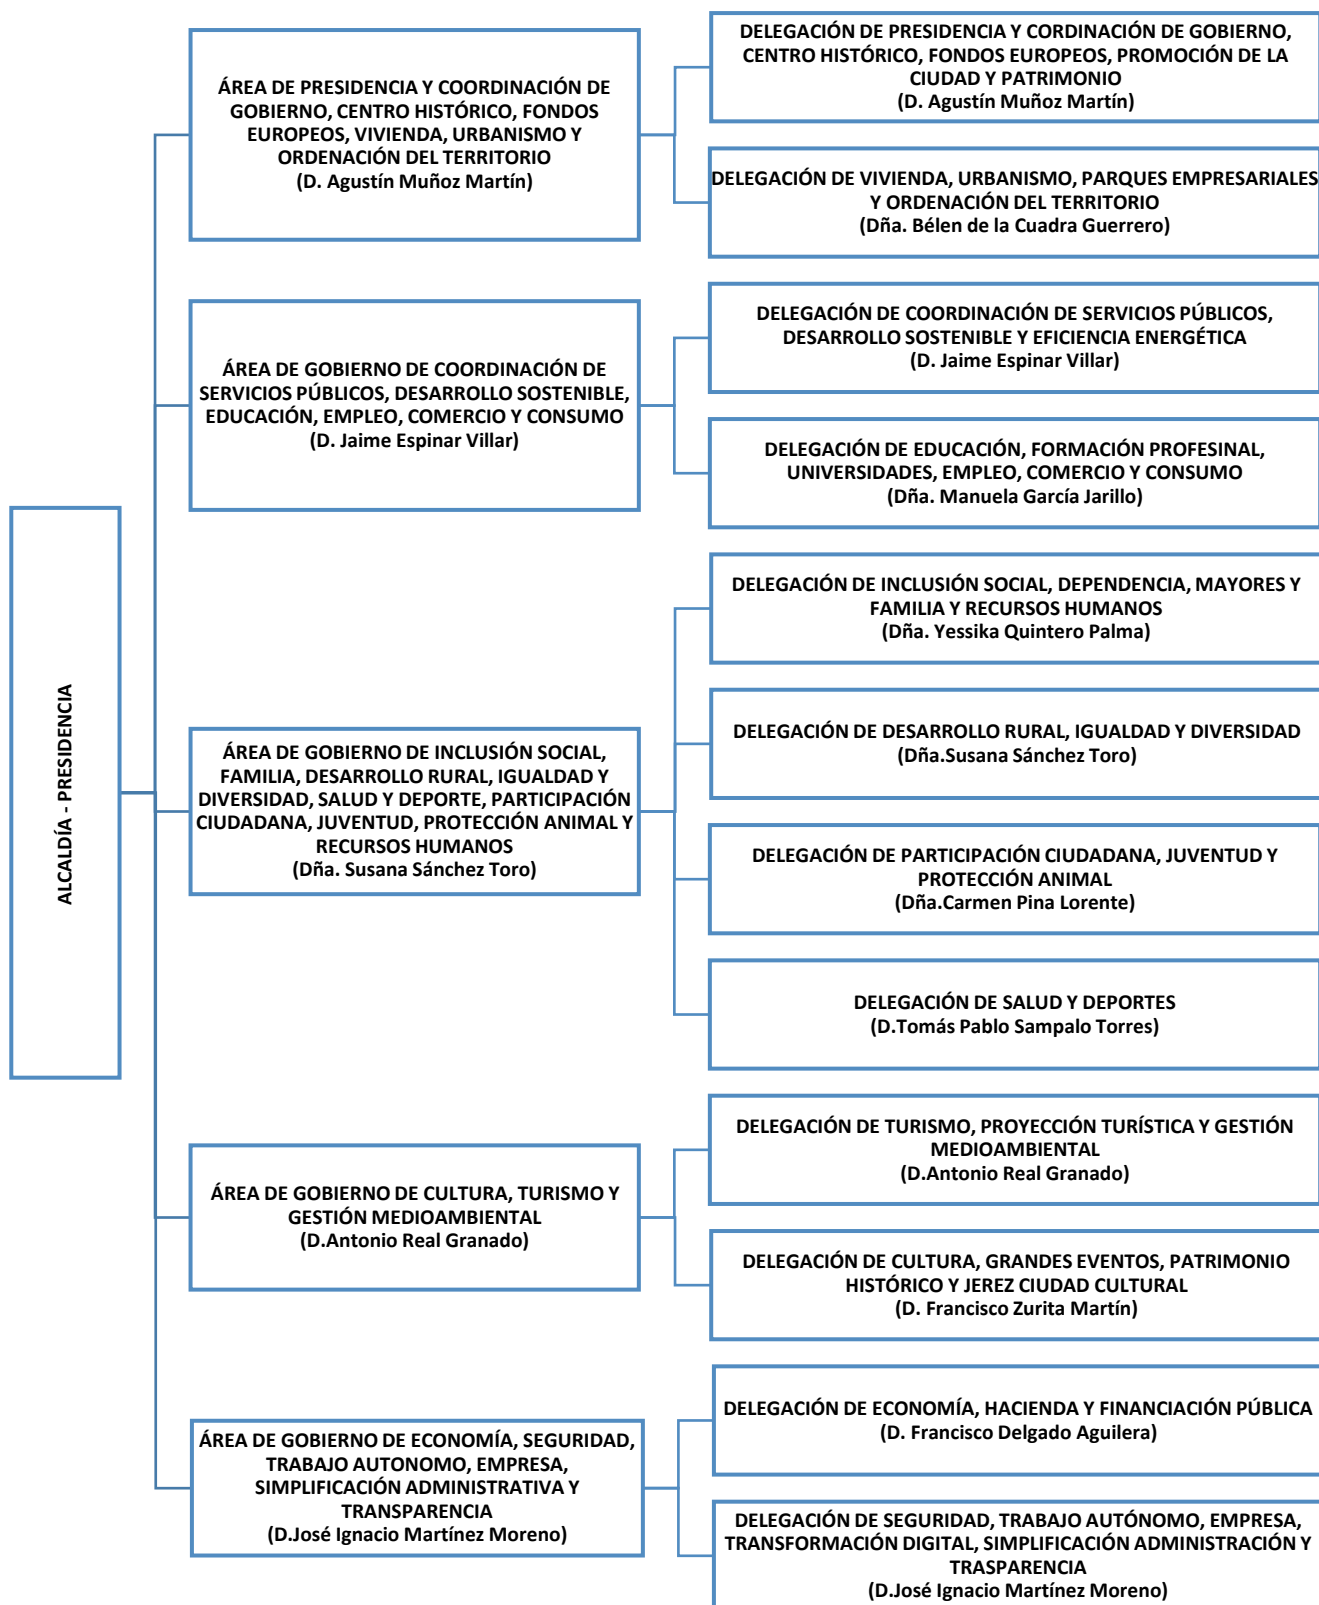 ALCALDÍA - PRESIDENCIA
ÁREA DE PRESIDENCIA Y COORDINACIÓN DE
GOBIERNO, CENTRO HISTÓRICO, FONDOS
EUROPEOS, VIVIENDA, URBANISMO Y
ORDENACIÓN DEL TERRITORIO
(D. Agustín Muñoz Martín)
DELEGACIÓN DE PRESIDENCIA Y CORDINACIÓN DE GOBIERNO,
CENTRO HISTÓRICO, FONDOS EUROPEOS, PROMOCIÓN DE LA
CIUDAD Y PATRIMONIO
(D. Agustín Muñoz Martín)
DELEGACIÓN DE VIVIENDA, URBANISMO, PARQUES EMPRESARIALES
Y ORDENACIÓN DEL TERRITORIO
(Dña. Bélen de la Cuadra Guerrero)
ÁREA DE GOBIERNO DE COORDINACIÓN DE
SERVICIOS PÚBLICOS, DESARROLLO SOSTENIBLE,
EDUCACIÓN, EMPLEO, COMERCIO Y CONSUMO
(D. Jaime Espinar Villar)
DELEGACIÓN DE COORDINACIÓN DE SERVICIOS PÚBLICOS,
DESARROLLO SOSTENIBLE Y EFICIENCIA ENERGÉTICA
(D. Jaime Espinar Villar)
DELEGACIÓN DE EDUCACIÓN, FORMACIÓN PROFESINAL,
UNIVERSIDADES, EMPLEO, COMERCIO Y CONSUMO
(Dña. Manuela García Jarillo)
ÁREA DE GOBIERNO DE INCLUSIÓN SOCIAL,
FAMILIA, DESARROLLO RURAL, IGUALDAD Y
DIVERSIDAD, SALUD Y DEPORTE, PARTICIPACIÓN
CIUDADANA, JUVENTUD, PROTECCIÓN ANIMAL Y
RECURSOS HUMANOS
(Dña. Susana Sánchez Toro)
DELEGACIÓN DE INCLUSIÓN SOCIAL, DEPENDENCIA, MAYORES Y
FAMILIA Y RECURSOS HUMANOS
(Dña. Yessika Quintero Palma)
DELEGACIÓN DE DESARROLLO RURAL, IGUALDAD Y DIVERSIDAD
(Dña.Susana Sánchez Toro)
DELEGACIÓN DE PARTICIPACIÓN CIUDADANA, JUVENTUD Y
PROTECCIÓN ANIMAL
(Dña.Carmen Pina Lorente)
DELEGACIÓN DE SALUD Y DEPORTES
(D.Tomás Pablo Sampalo Torres)
ÁREA DE GOBIERNO DE CULTURA, TURISMO Y
GESTIÓN MEDIOAMBIENTAL
(D.Antonio Real Granado)
DELEGACIÓN DE TURISMO, PROYECCIÓN TURÍSTICA Y GESTIÓN
MEDIOAMBIENTAL
(D.Antonio Real Granado)
DELEGACIÓN DE CULTURA, GRANDES EVENTOS, PATRIMONIO
HISTÓRICO Y JEREZ CIUDAD CULTURAL
(D. Francisco Zurita Martín)
ÁREA DE GOBIERNO DE ECONOMÍA, SEGURIDAD,
TRABAJO AUTONOMO, EMPRESA,
SIMPLIFICACIÓN ADMINISTRATIVA Y
TRANSPARENCIA
(D.José Ignacio Martínez Moreno)
DELEGACIÓN DE ECONOMÍA, HACIENDA Y FINANCIACIÓN PÚBLICA
(D. Francisco Delgado Aguilera)
DELEGACIÓN DE SEGURIDAD, TRABAJO AUTÓNOMO, EMPRESA,
TRANSFORMACIÓN DIGITAL, SIMPLIFICACIÓN ADMINISTRACIÓN Y
TRASPARENCIA
(D.José Ignacio Martínez Moreno)